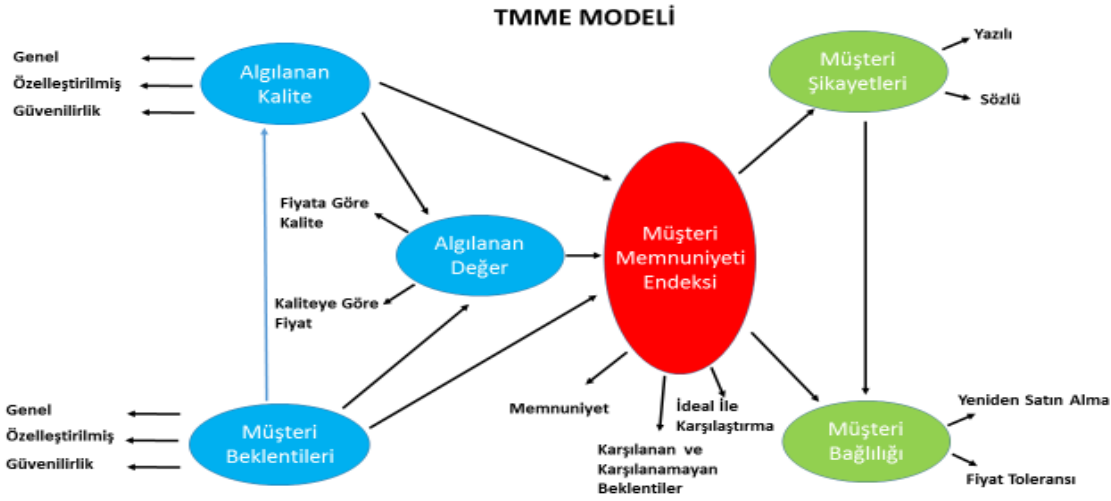 TMME MODELİ
Genel
Özelleştirilmiş
Güvenilirlik
Algılanan
Kalite
Müşteri
Şikayetleri
Yazılı
Sözlü
Fiyata Göre
Kalite
Algılanan
Değer
Kaliteye Göre
Fiyat
Müşteri
Memnuniyeti
Endeksi
Genel
Özelleştirilmiş
Güvenilirlik
Müşteri
Beklentileri
Memnuniyet
Karşılanan ve
Karşılanamayan
Beklentiler
İdeal İle
Karşılaştırma
Müşteri
Bağlılığı
Yeniden Satın Alma
Fiyat Toleransı